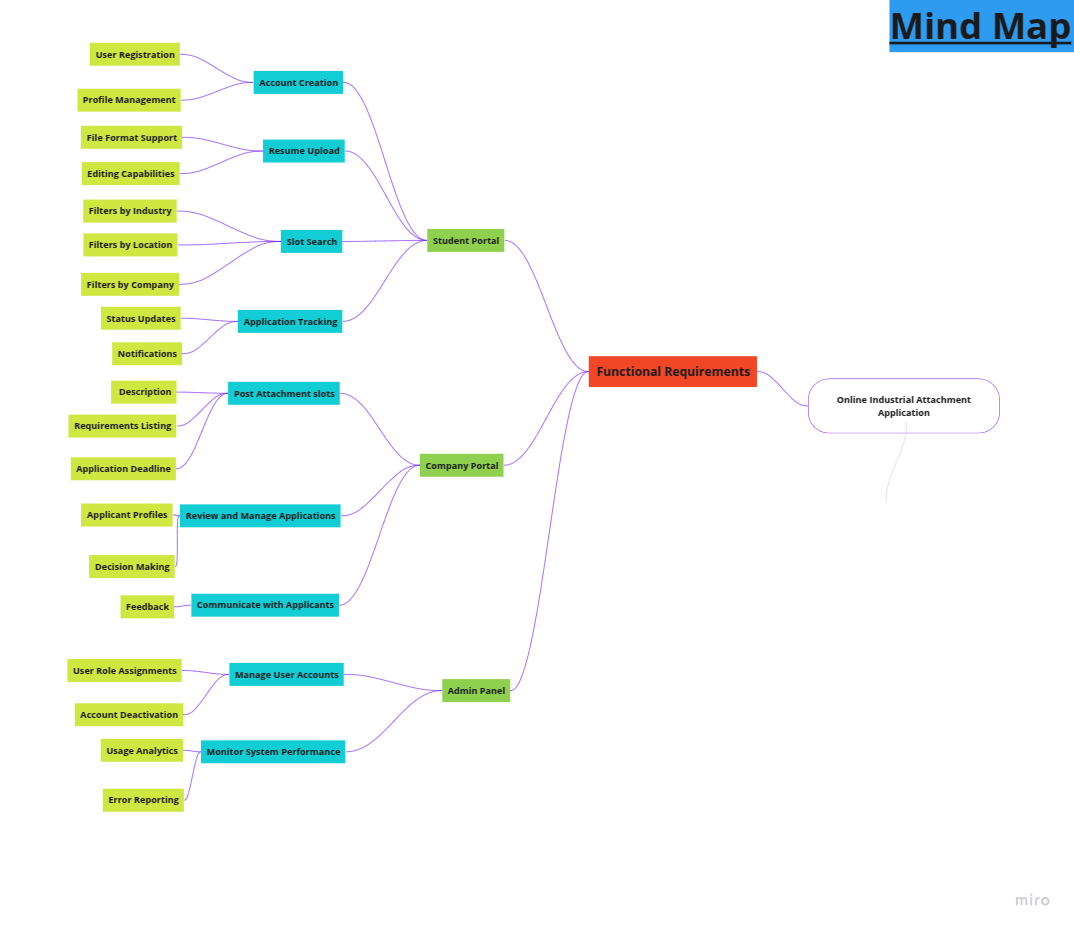 Mind Map
User Registration
Profile Management
Account Creation
File Format Support
Editing Capabilities
Resume Upload
Filters by Industry
Filters by Location
Filters by Company
Slot Search
Status Updates
Notifications
Application Tracking
Student Portal
Description
Requirements Listing
Application Deadline
Post Attachment slots
Applicant Profiles
Decision Making
Review and Manage Applications
Feedback
Communicate with Applicants
Company Portal
User Role Assignments
Account Deactivation
Manage User Accounts
Usage Analytics
Error Reporting
Monitor System Performance
Admin Panel
Functional Requirements
Online Industrial Attachment
Application
miro